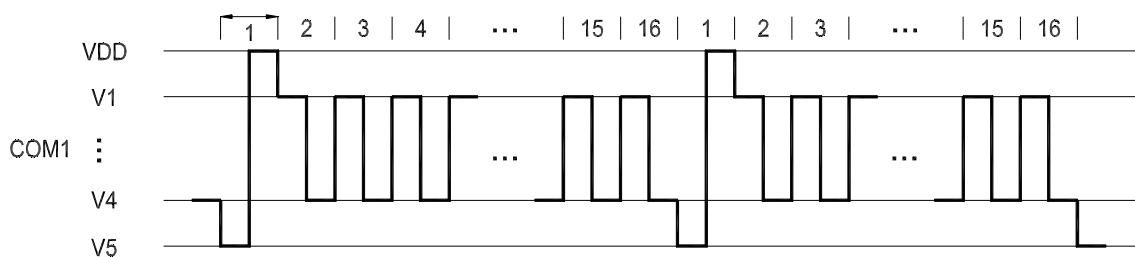 1 | 2 | 3 | 4 | ... | 15 | 16 | 1 | 2 | 3 | ... | 15 | 16 |
VDD
V1
COM1 ⋮ ... ...
V4
V5